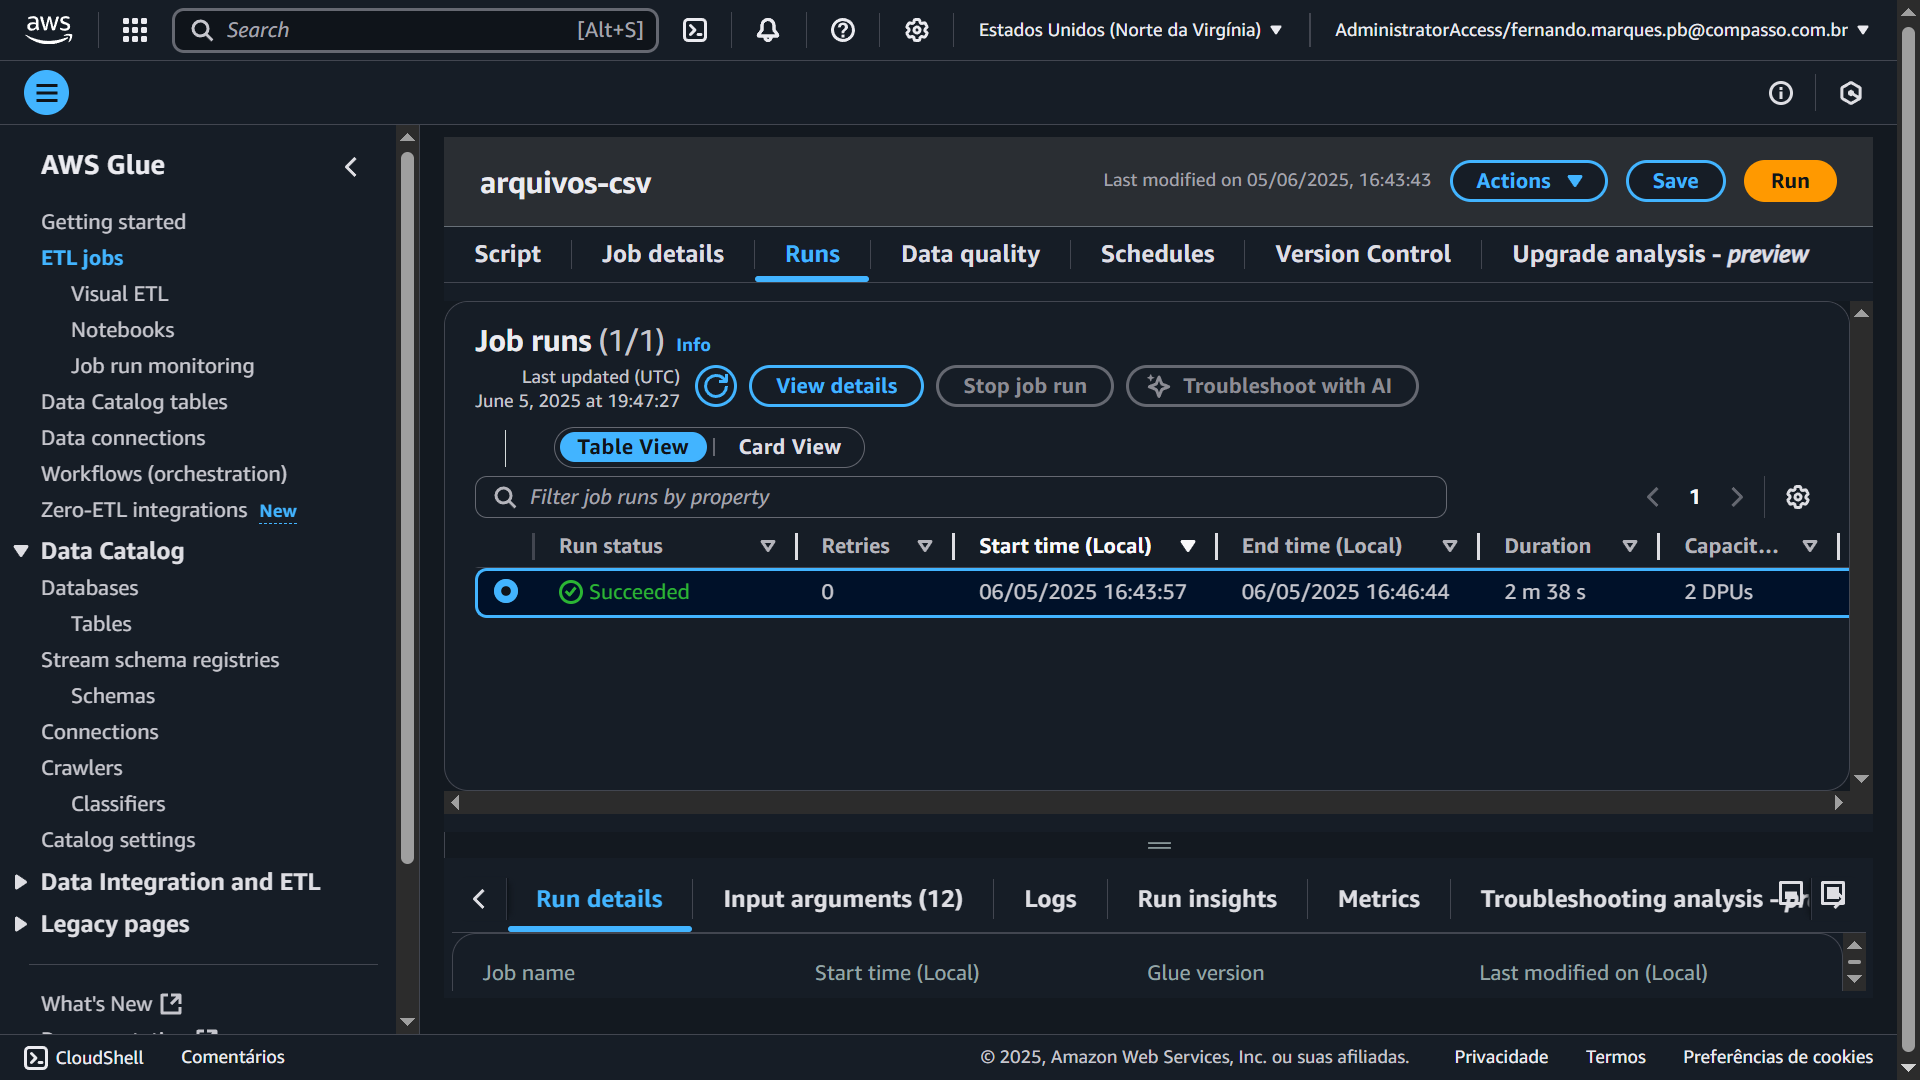 aws
Search [Alt+S]
Estados Unidos (Norte da Virgínia)
AdministratorAccess/fernando.marques.pb@compasso.com.br
AWS Glue
Getting started
ETL jobs
Visual ETL
Notebooks
Job run monitoring
Data Catalog tables
Data connections
Workflows (orchestration)
Zero-ETL integrations New
Data Catalog
Databases
Tables
Stream schema registries
Schemas
Connections
Crawlers
Classifiers
Catalog settings
Data Integration and ETL
Legacy pages
What's New
arquivos-csv
Last modified on 05/06/2025, 16:43:43
Actions
Save
Run
Script Job details Runs Data quality Schedules Version Control Upgrade analysis - preview
Job runs (1/1) Info
Last updated (UTC)
June 5, 2025 at 19:47:27
View details
Stop job run
Troubleshoot with AI
Table View Card View
Filter job runs by property
1
Run status Retries Start time (Local) End time (Local) Duration Capacit...
Succeeded 0 06/05/2025 16:43:57 06/05/2025 16:46:44 2 m 38 s 2 DPUs
Run details Input arguments (12) Logs Run insights Metrics Troubleshooting analysis -
Job name Start time (Local) Glue version Last modified on (Local)
CloudShell Comentários © 2025, Amazon Web Services, Inc. ou suas afiliadas. Privacidade Termos Preferências de cookies